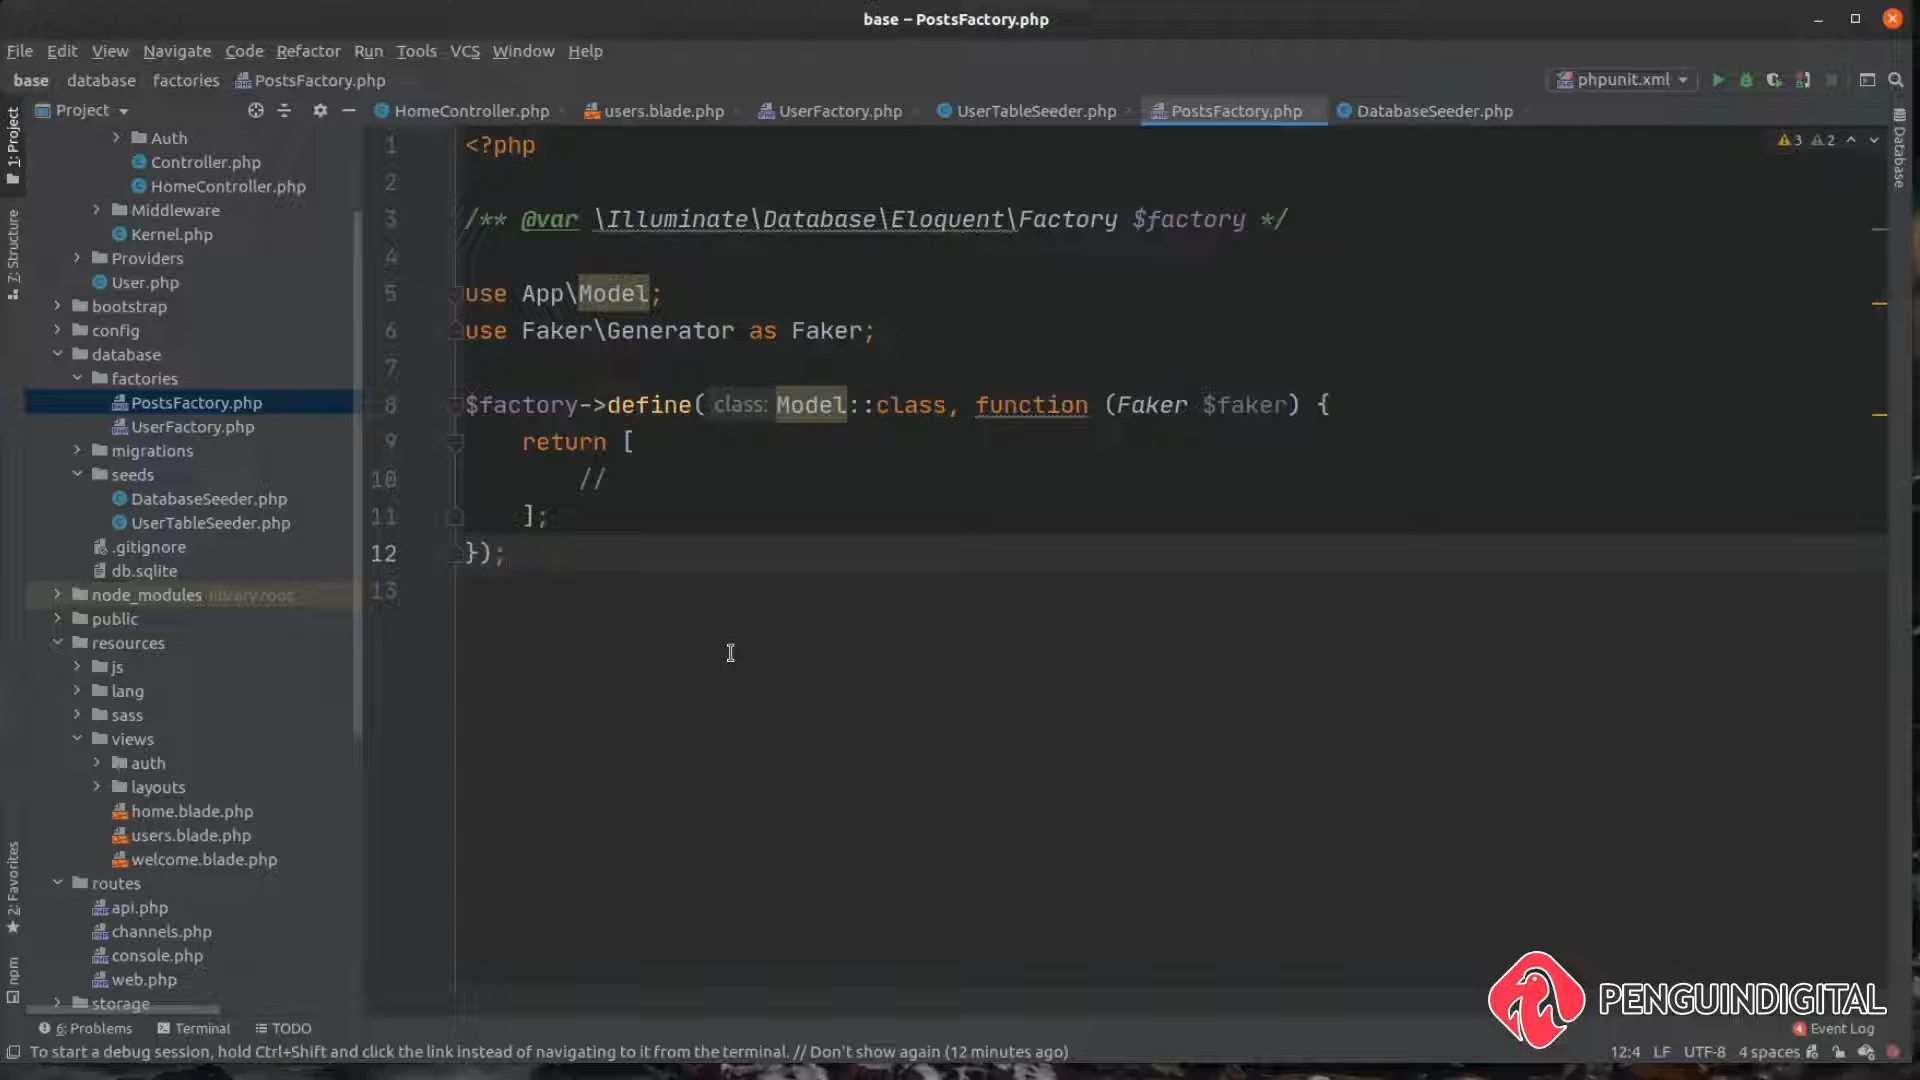 base – PostsFactory.php
File Edit View Navigate Code Refactor Run Tools VCS Window Help
base database factories PostsFactory.php
phpunit.xml
Project
HomeController.php users.blade.php UserFactory.php UserTableSeeder.php PostsFactory.php DatabaseSeeder.php
1: Project
7: Structure
2: Favorites
npm
Database
Auth
Controller.php
HomeController.php
Middleware
Kernel.php
Providers
User.php
bootstrap
config
database
factories
PostsFactory.php
UserFactory.php
migrations
seeds
DatabaseSeeder.php
UserTableSeeder.php
.gitignore
db.sqlite
node_modules library root
public
resources
js
lang
sass
views
auth
layouts
home.blade.php
users.blade.php
welcome.blade.php
routes
api.php
channels.php
console.php
web.php
storage
3 2
1 <?php
2
3 /** @var \Illuminate\Database\Eloquent\Factory $factory */
4
5 use App\Model;
6 use Faker\Generator as Faker;
7
8 $factory->define( class: Model::class, function (Faker $faker) {
9 return [
10 //
11 ];
12 });
13
PENGUINDIGITAL
6: Problems Terminal TODO
4 Event Log
To start a debug session, hold Ctrl+Shift and click the link instead of navigating to it from the terminal. // Don't show again (12 minutes ago)
12:4 LF UTF-8 4 spaces